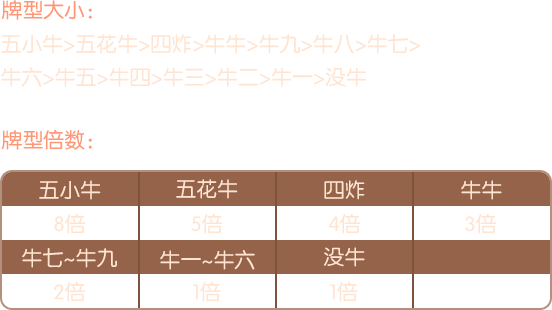 牌型大小:
五小牛>五花牛>四炸>牛牛>牛九>牛八>牛七>
牛六>牛五>牛四>牛三>牛二>牛一>没牛
牌型倍数:
五小牛 五花牛 四炸 牛牛
8倍 5倍 4倍 3倍
牛七~牛九 牛一~牛六 没牛
2倍 1倍 1倍